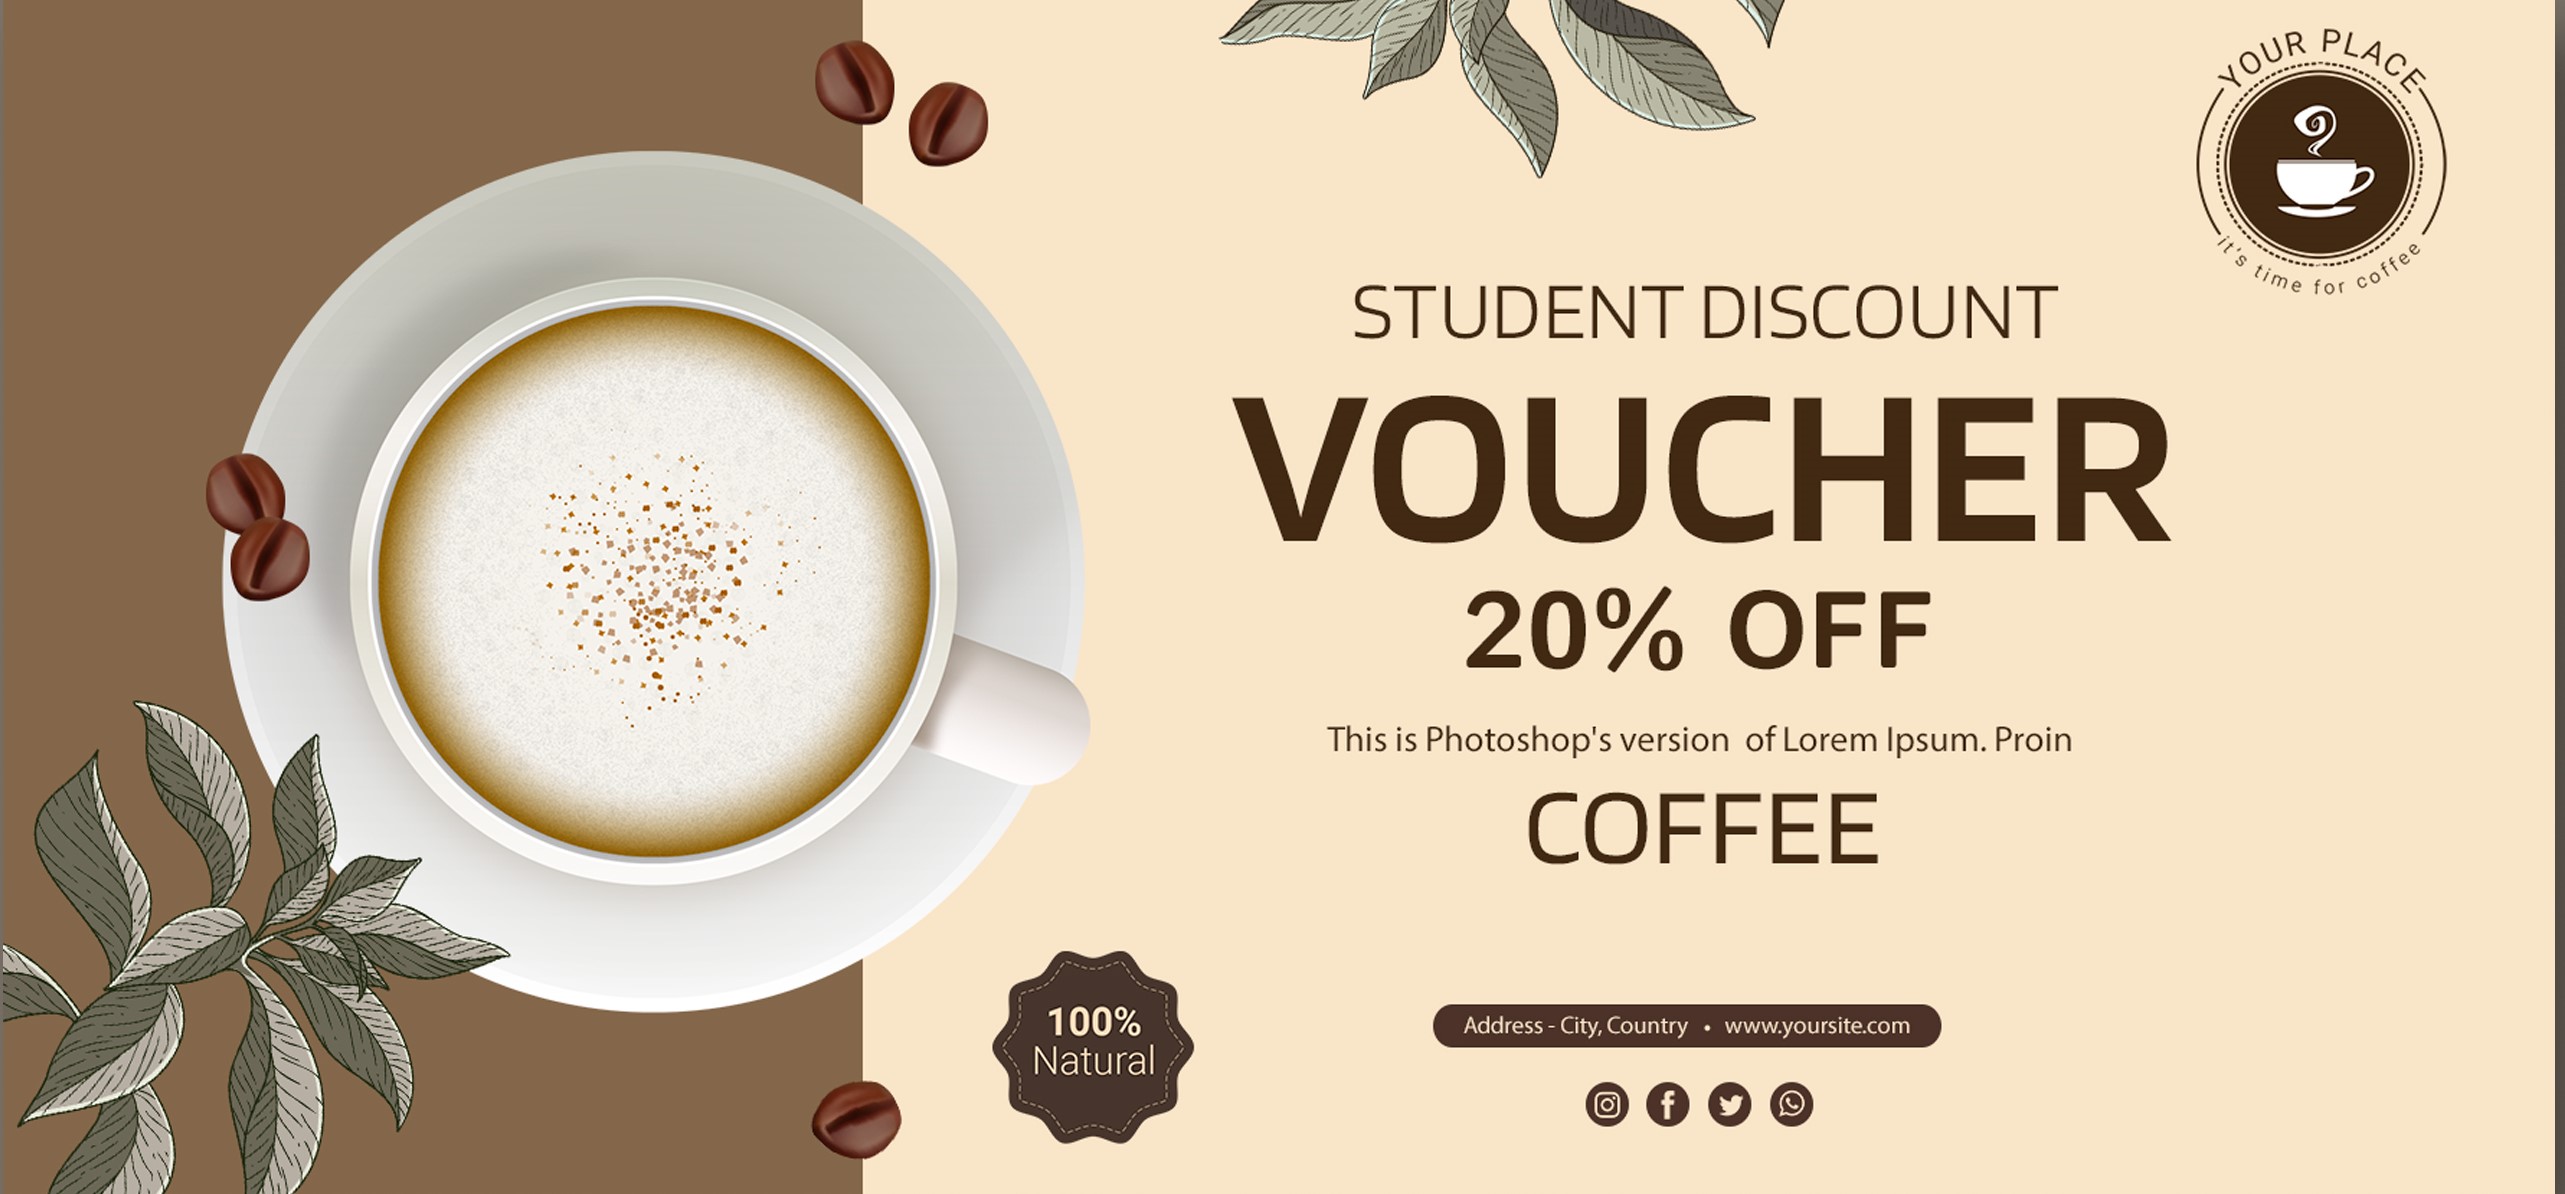 YOUR PLACE
it's time for coffee
STUDENT DISCOUNT
VOUCHER
20% OFF
This is Photoshop's version  of Lorem Ipsum. Proin
COFFEE
100%
Natural
Address - City, Country • www.yoursite.com